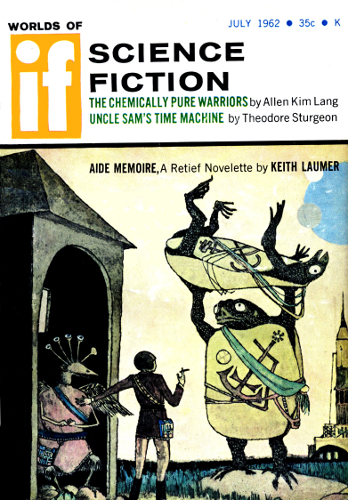 WORLDS OF
if
JULY 1962 ● 35c ● K
SCIENCE
FICTION
THE CHEMICALLY PURE WARRIORS by Allen Kim Lang
UNCLE SAM'S TIME MACHINE by Theodore Sturgeon
AIDE MEMOIRE, A Retief Novelette by KEITH LAUMER